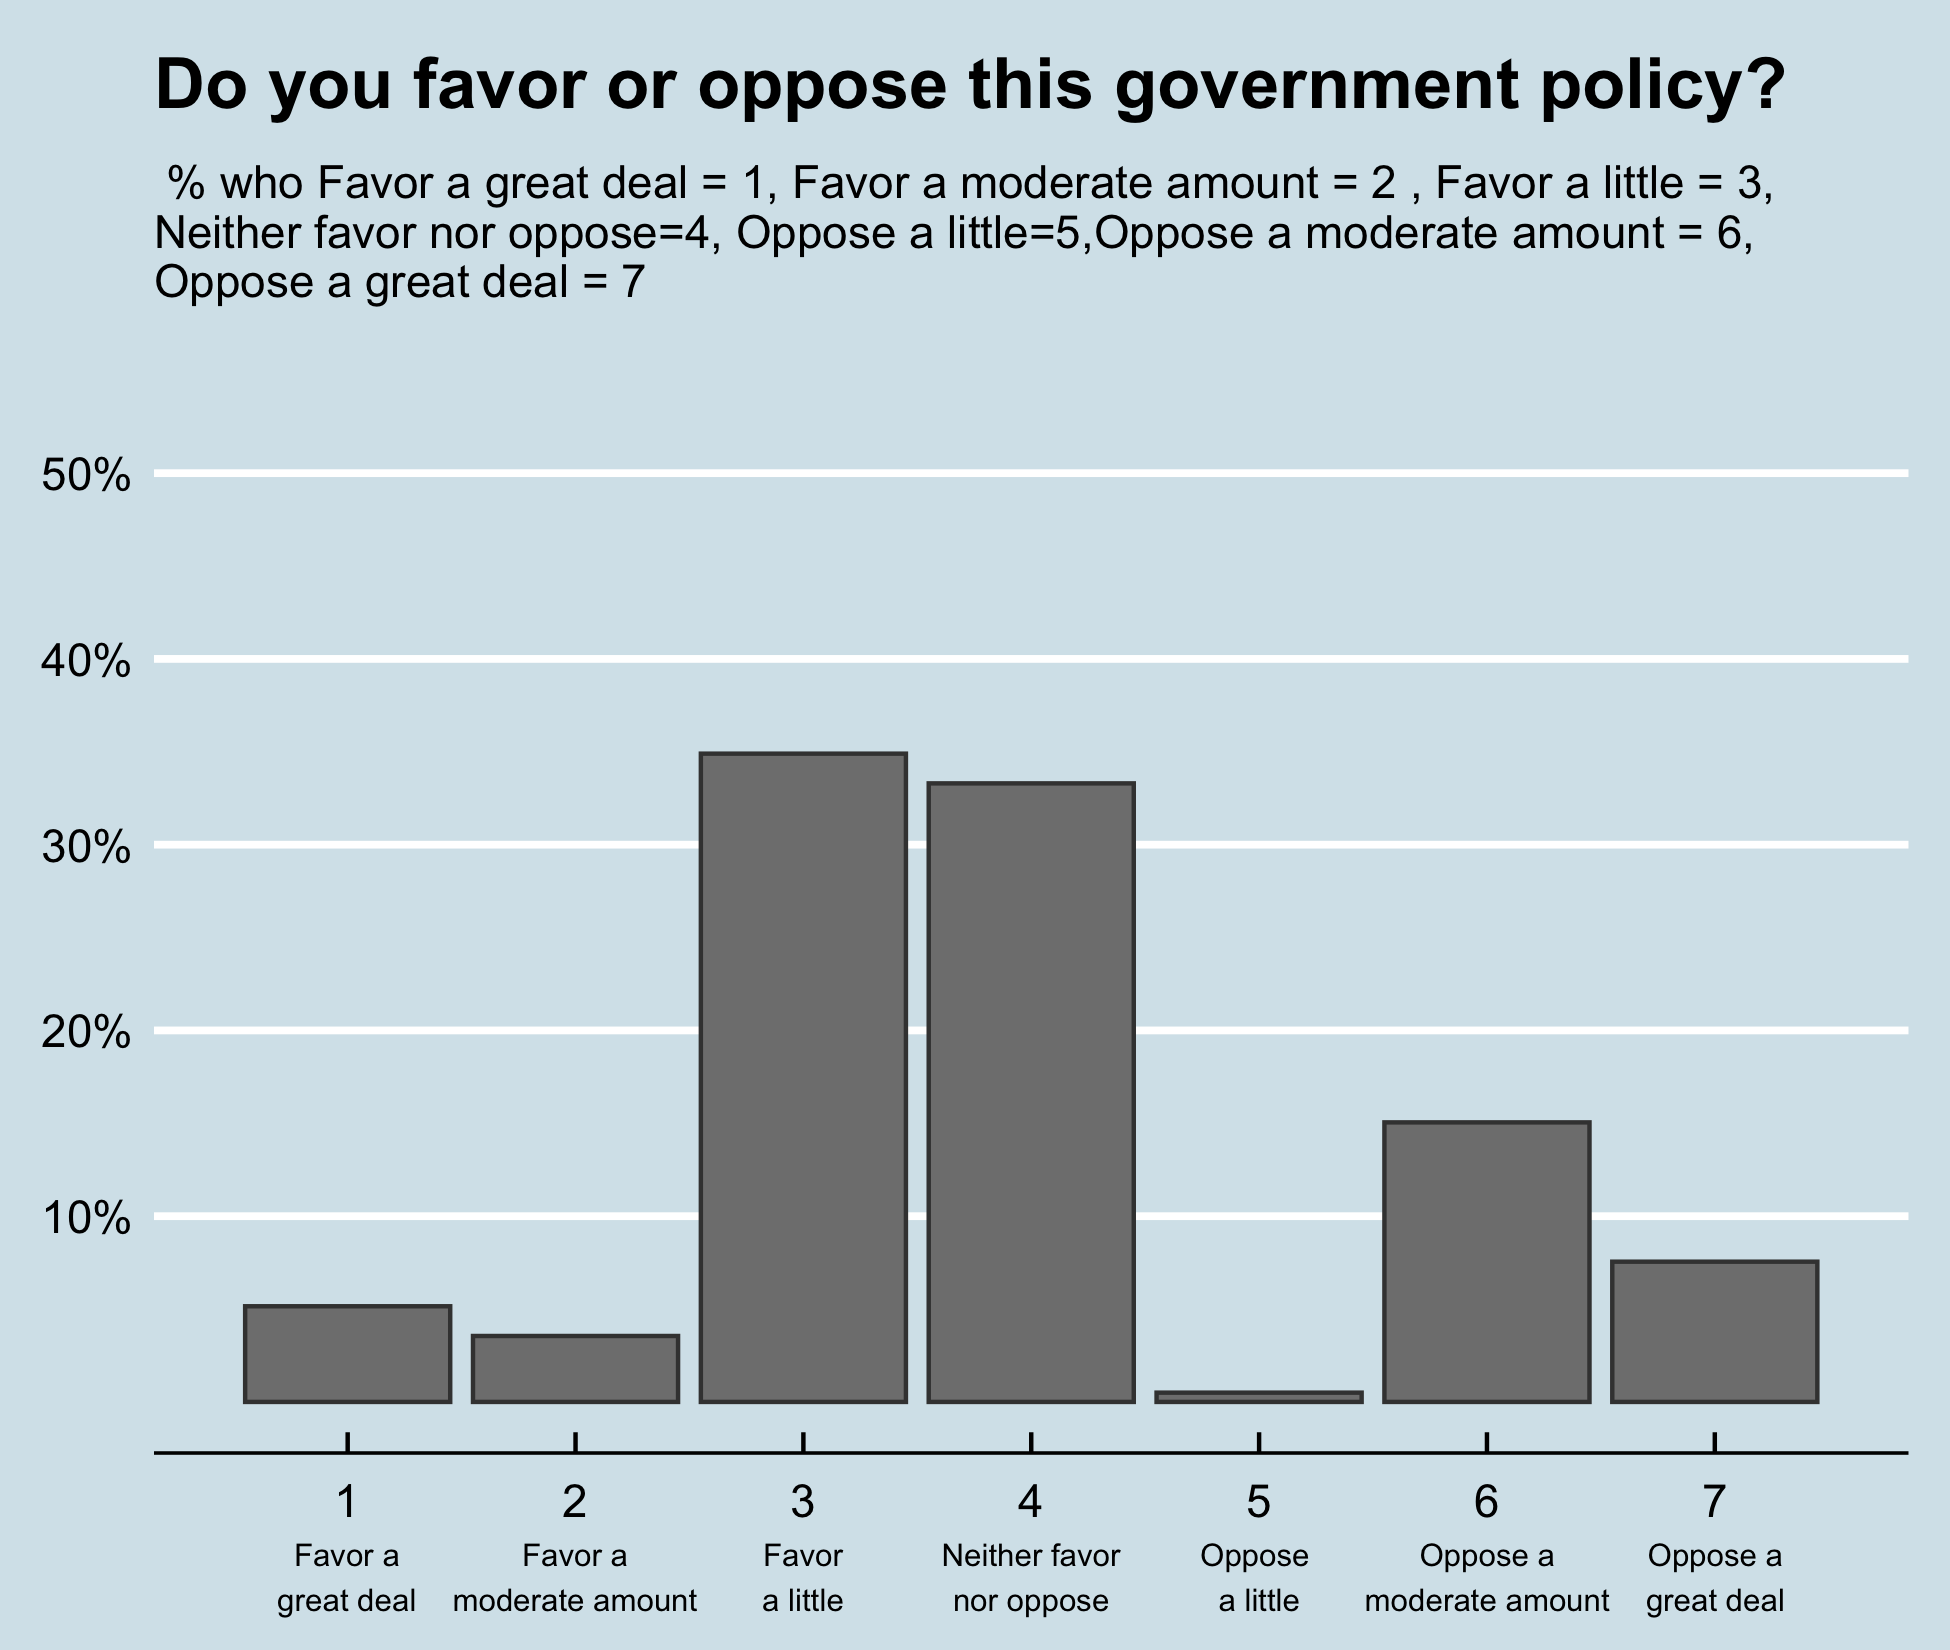 Do you favor or oppose this government policy?
% who Favor a great deal = 1, Favor a moderate amount = 2 , Favor a little = 3,
Neither favor nor oppose=4, Oppose a little=5,Oppose a moderate amount = 6,
Oppose a great deal = 7
50%
40%
30%
20%
10%
1 2 3 4 5 6 7
Favor a Favor a Favor Neither favor Oppose Oppose a Oppose a
great deal moderate amount a little nor oppose a little moderate amount great deal